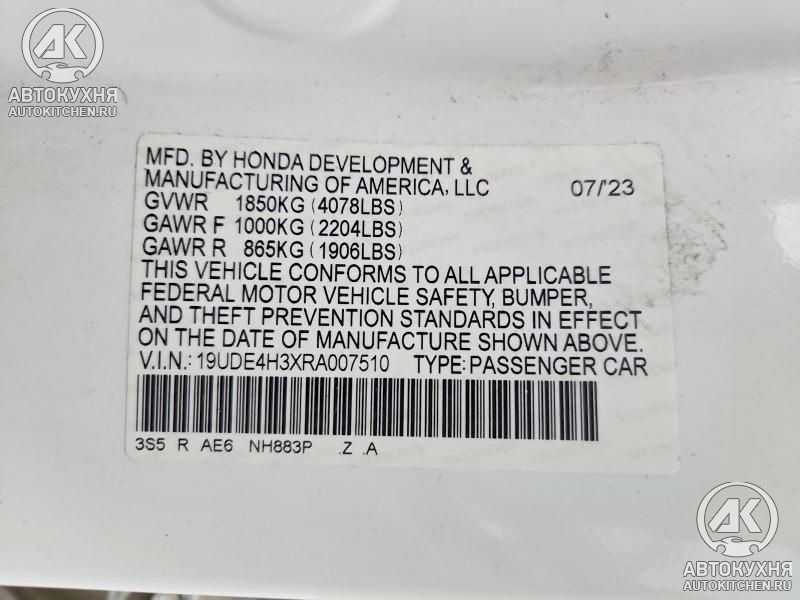 AK
АВТОКУХНЯ
AUTOKITCHEN.RU
MFD. BY HONDA DEVELOPMENT &
MANUFACTURING OF AMERICA, LLC 07/'23
GVWR 1850KG (4078LBS)
GAWR F 1000KG (2204LBS)
GAWR R 865KG (1906LBS)
THIS VEHICLE CONFORMS TO ALL APPLICABLE
FEDERAL MOTOR VEHICLE SAFETY, BUMPER,
AND THEFT PREVENTION STANDARDS IN EFFECT
ON THE DATE OF MANUFACTURE SHOWN ABOVE.
V.I.N.: 19UDE4H3XRA007510 TYPE: PASSENGER CAR
3S5 R AE6 NH883P .Z .A
AK
АВТОКУХНЯ
AUTOKITCHEN.RU